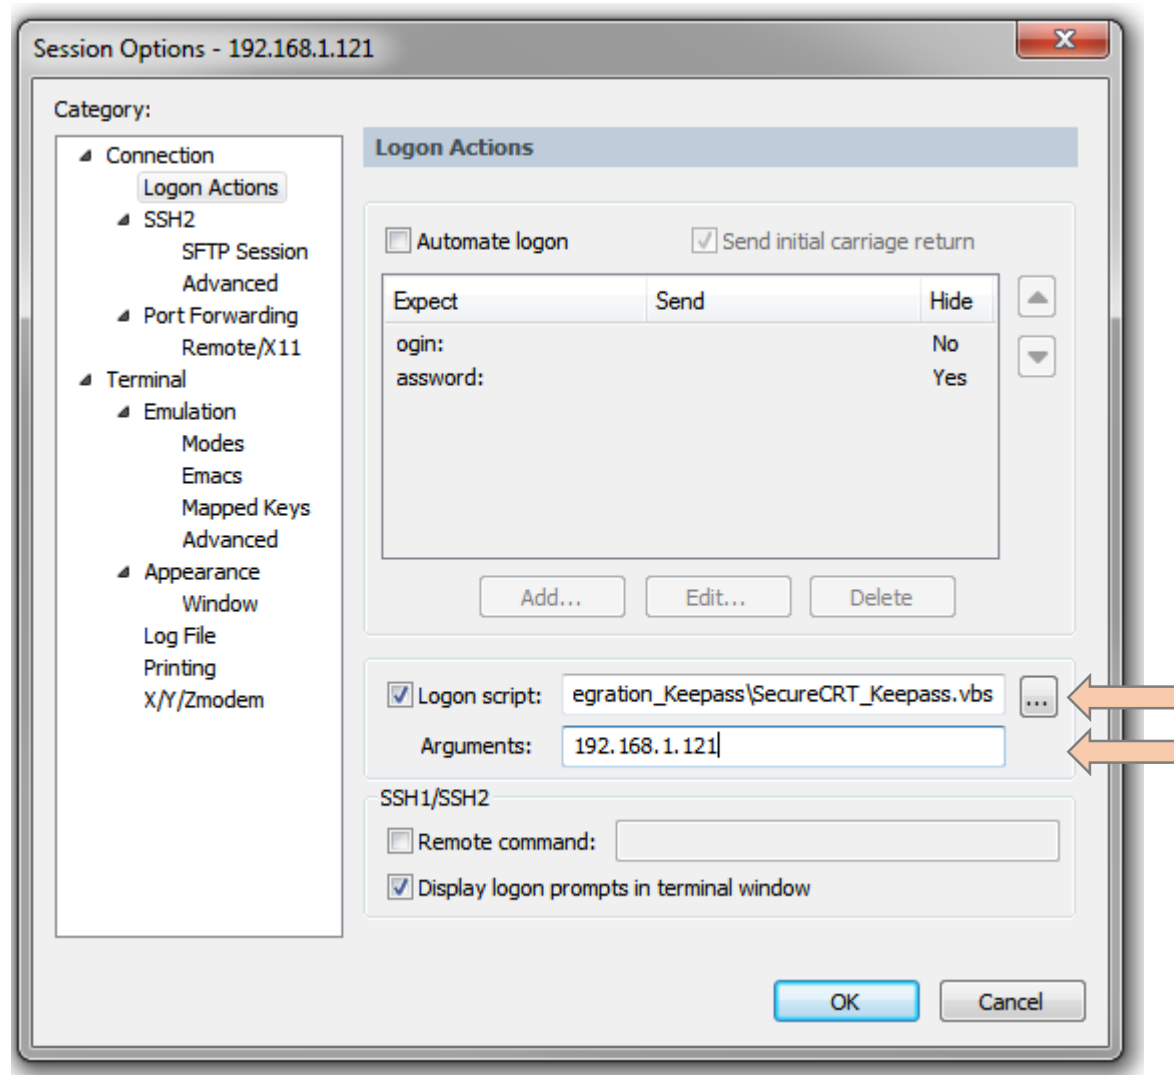 Session Options - 192.168.1.121
X
Category:
Connection
Logon Actions
SSH2
SFTP Session
Advanced
Port Forwarding
Remote/X11
Terminal
Emulation
Modes
Emacs
Mapped Keys
Advanced
Appearance
Window
Log File
Printing
X/Y/Zmodem
Logon Actions
Automate logon Send initial carriage return
Expect Send Hide
ogin: No
assword: Yes
Add... Edit... Delete
Logon script: egration_Keepass\SecureCRT_Keepass.vbs ...
Arguments: 192.168.1.121
SSH1/SSH2
Remote command:
Display logon prompts in terminal window
OK Cancel